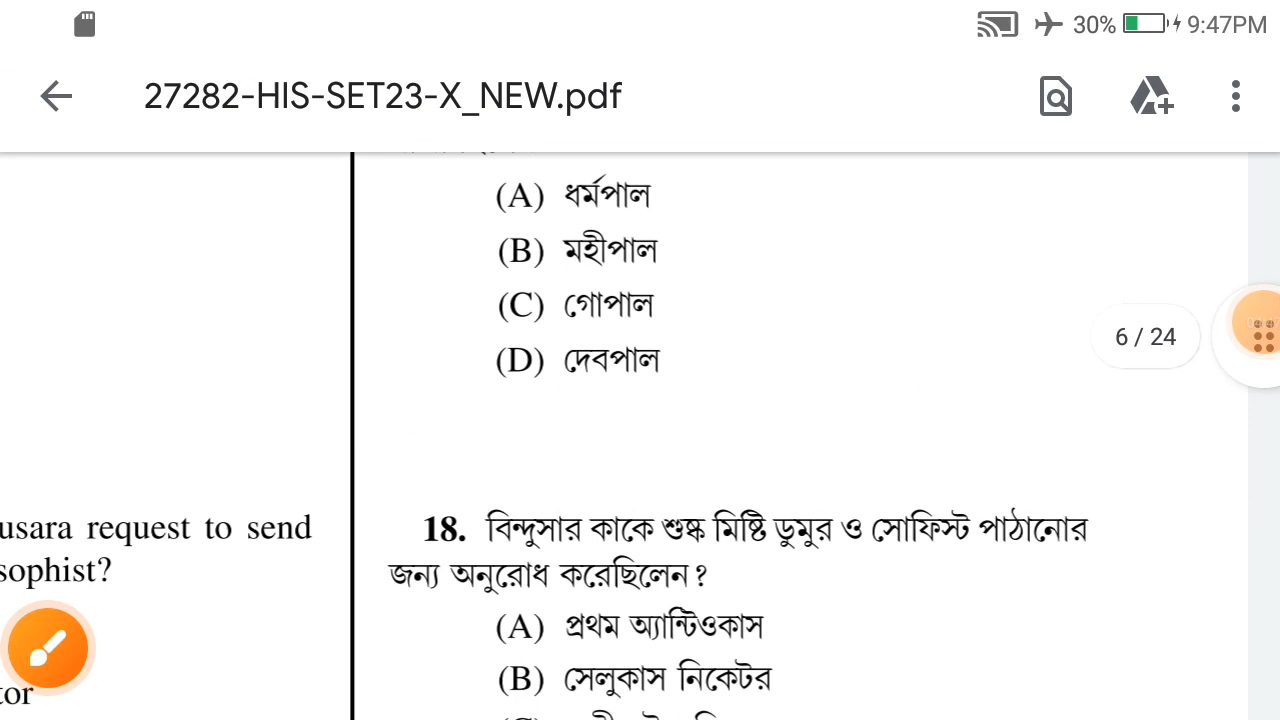 30% 9:47PM
27282-HIS-SET23-X_NEW.pdf
(A) ধর্মপাল
(B) মহীপাল
(C) গোপাল
(D) দেবপাল
6 / 24
usara request to send
sophist?
tor
18. বিন্দুসার কাকে শুষ্ক মিষ্টি ডুমুর ও সোফিস্ট পাঠানোর
জন্য অনুরোধ করেছিলেন?
(A) প্রথম অ্যান্টিওকাস
(B) সেলুকাস নিকেটর